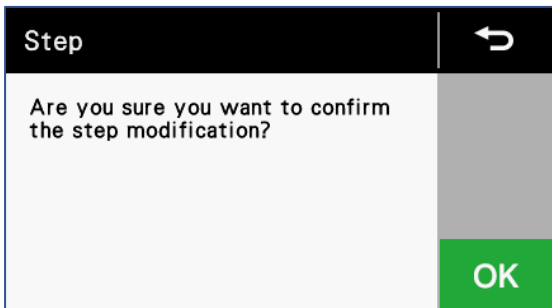 Step
Are you sure you want to confirm
the step modification?
OK